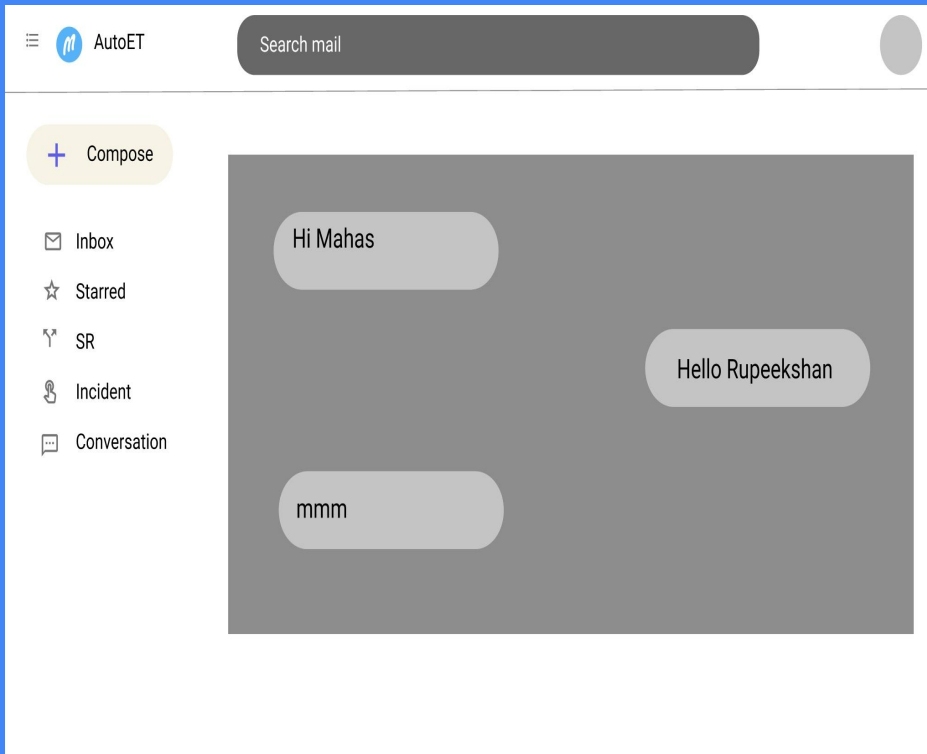 AutoET
Search mail
Compose
Inbox
Starred
SR
Incident
Conversation
Hi Mahas
Hello Rupeekshan
mmm